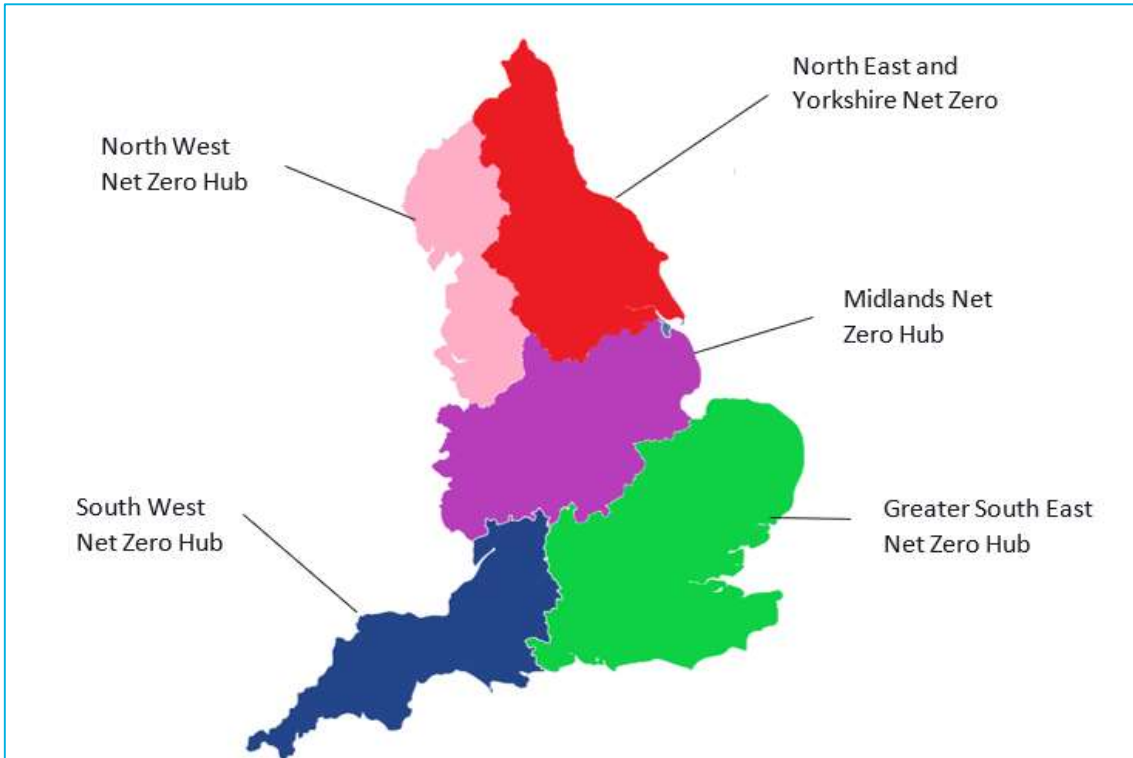 North East and
Yorkshire Net Zero
North West
Net Zero Hub
Midlands Net
Zero Hub
South West
Net Zero Hub
Greater South East
Net Zero Hub